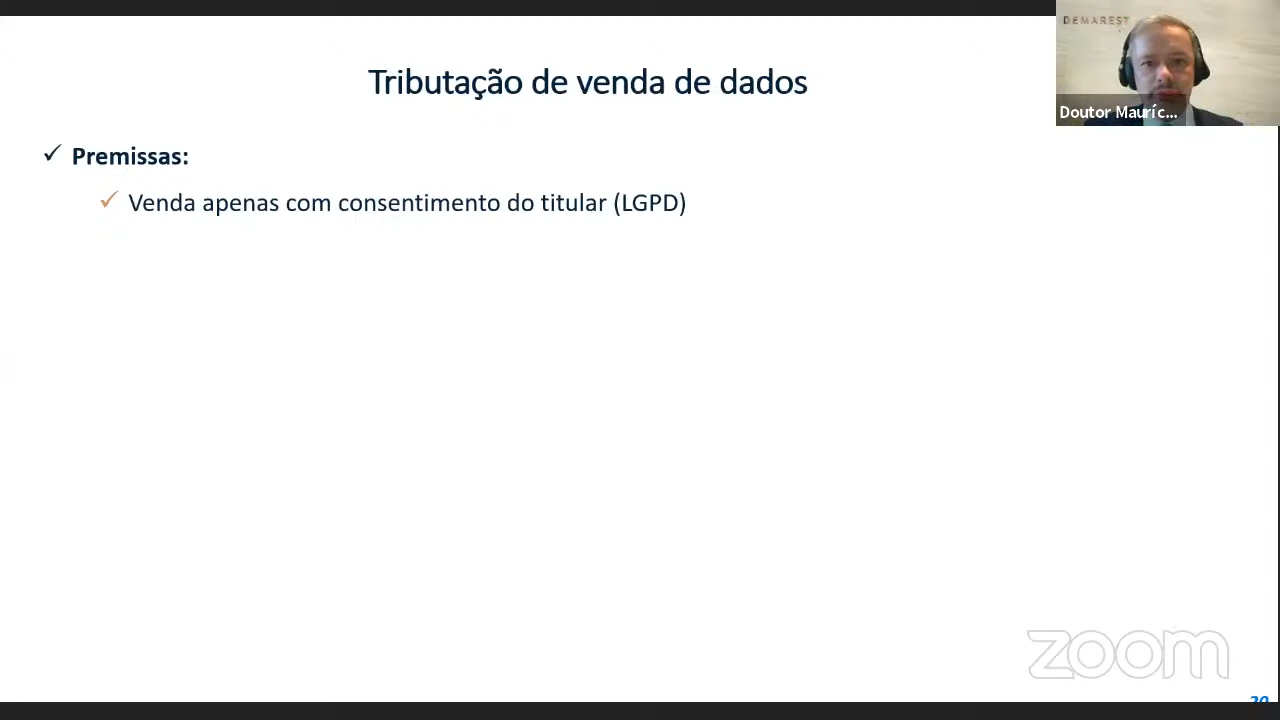 DEMAREST
Tributação de venda de dados
Doutor Mauríc...
✓ Premissas:
✓ Venda apenas com consentimento do titular (LGPD)
zoom